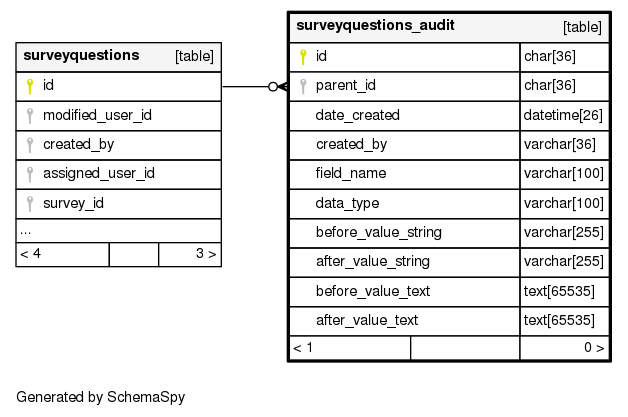 surveyquestions [table]
id
modified_user_id
created_by
assigned_user_id
survey_id
...
< 4 3 >
surveyquestions_audit [table]
id char[36]
parent_id char[36]
date_created datetime[26]
created_by varchar[36]
field_name varchar[100]
data_type varchar[100]
before_value_string varchar[255]
after_value_string varchar[255]
before_value_text text[65535]
after_value_text text[65535]
< 1 0 >
Generated by SchemaSpy